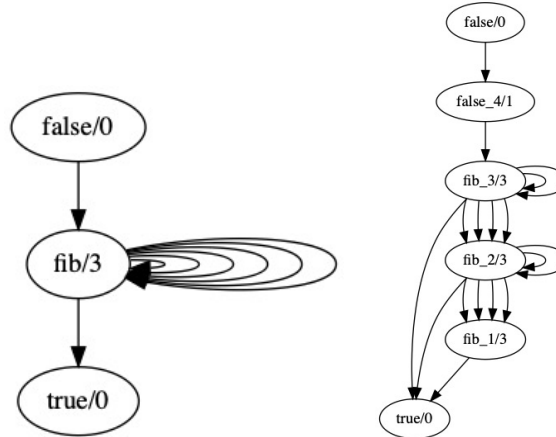 false/0
fib/3
true/0
false/0
false_4/1
fib_3/3
fib_2/3
fib_1/3
true/0